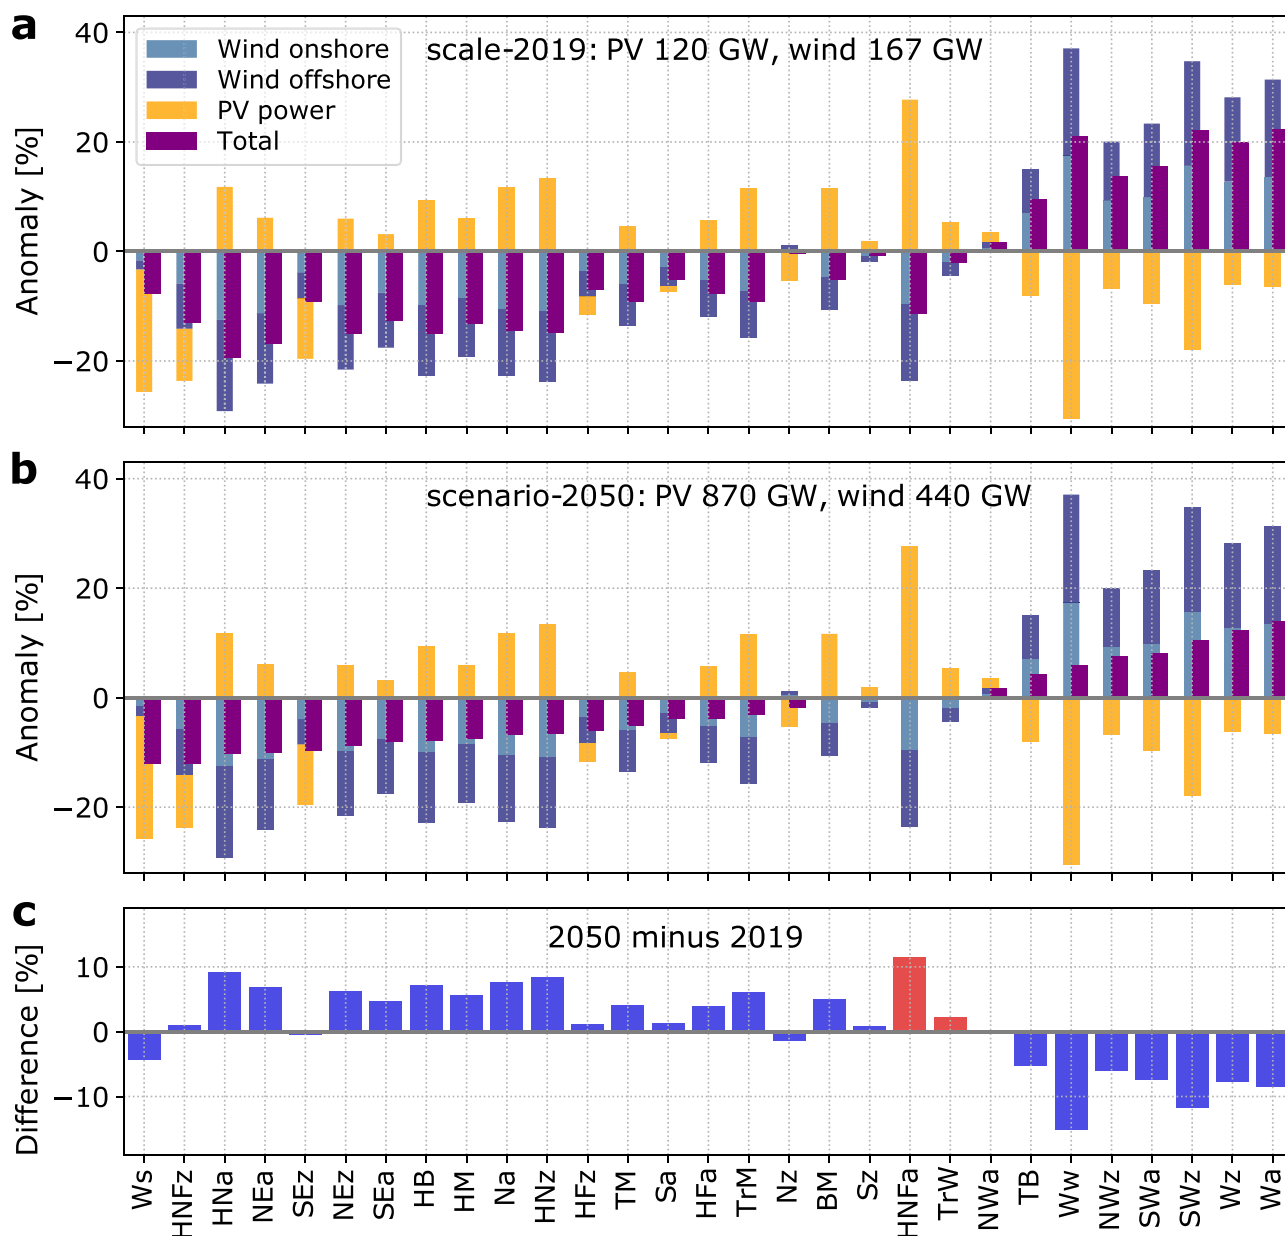 a
40
20
0
−20
Anomaly [%]
Wind onshore
Wind offshore
PV power
Total
scale-2019: PV 120 GW, wind 167 GW
b
40
20
0
−20
Anomaly [%]
scenario-2050: PV 870 GW, wind 440 GW
c
10
0
−10
Difference [%]
2050 minus 2019
Ws
HNFz
HNa
NEa
SEz
NEz
SEa
HB
HM
Na
HNz
HFz
TM
Sa
HFa
TrM
Nz
BM
Sz
HNFa
TrW
NWa
TB
Ww
NWz
SWa
SWz
Wz
Wa